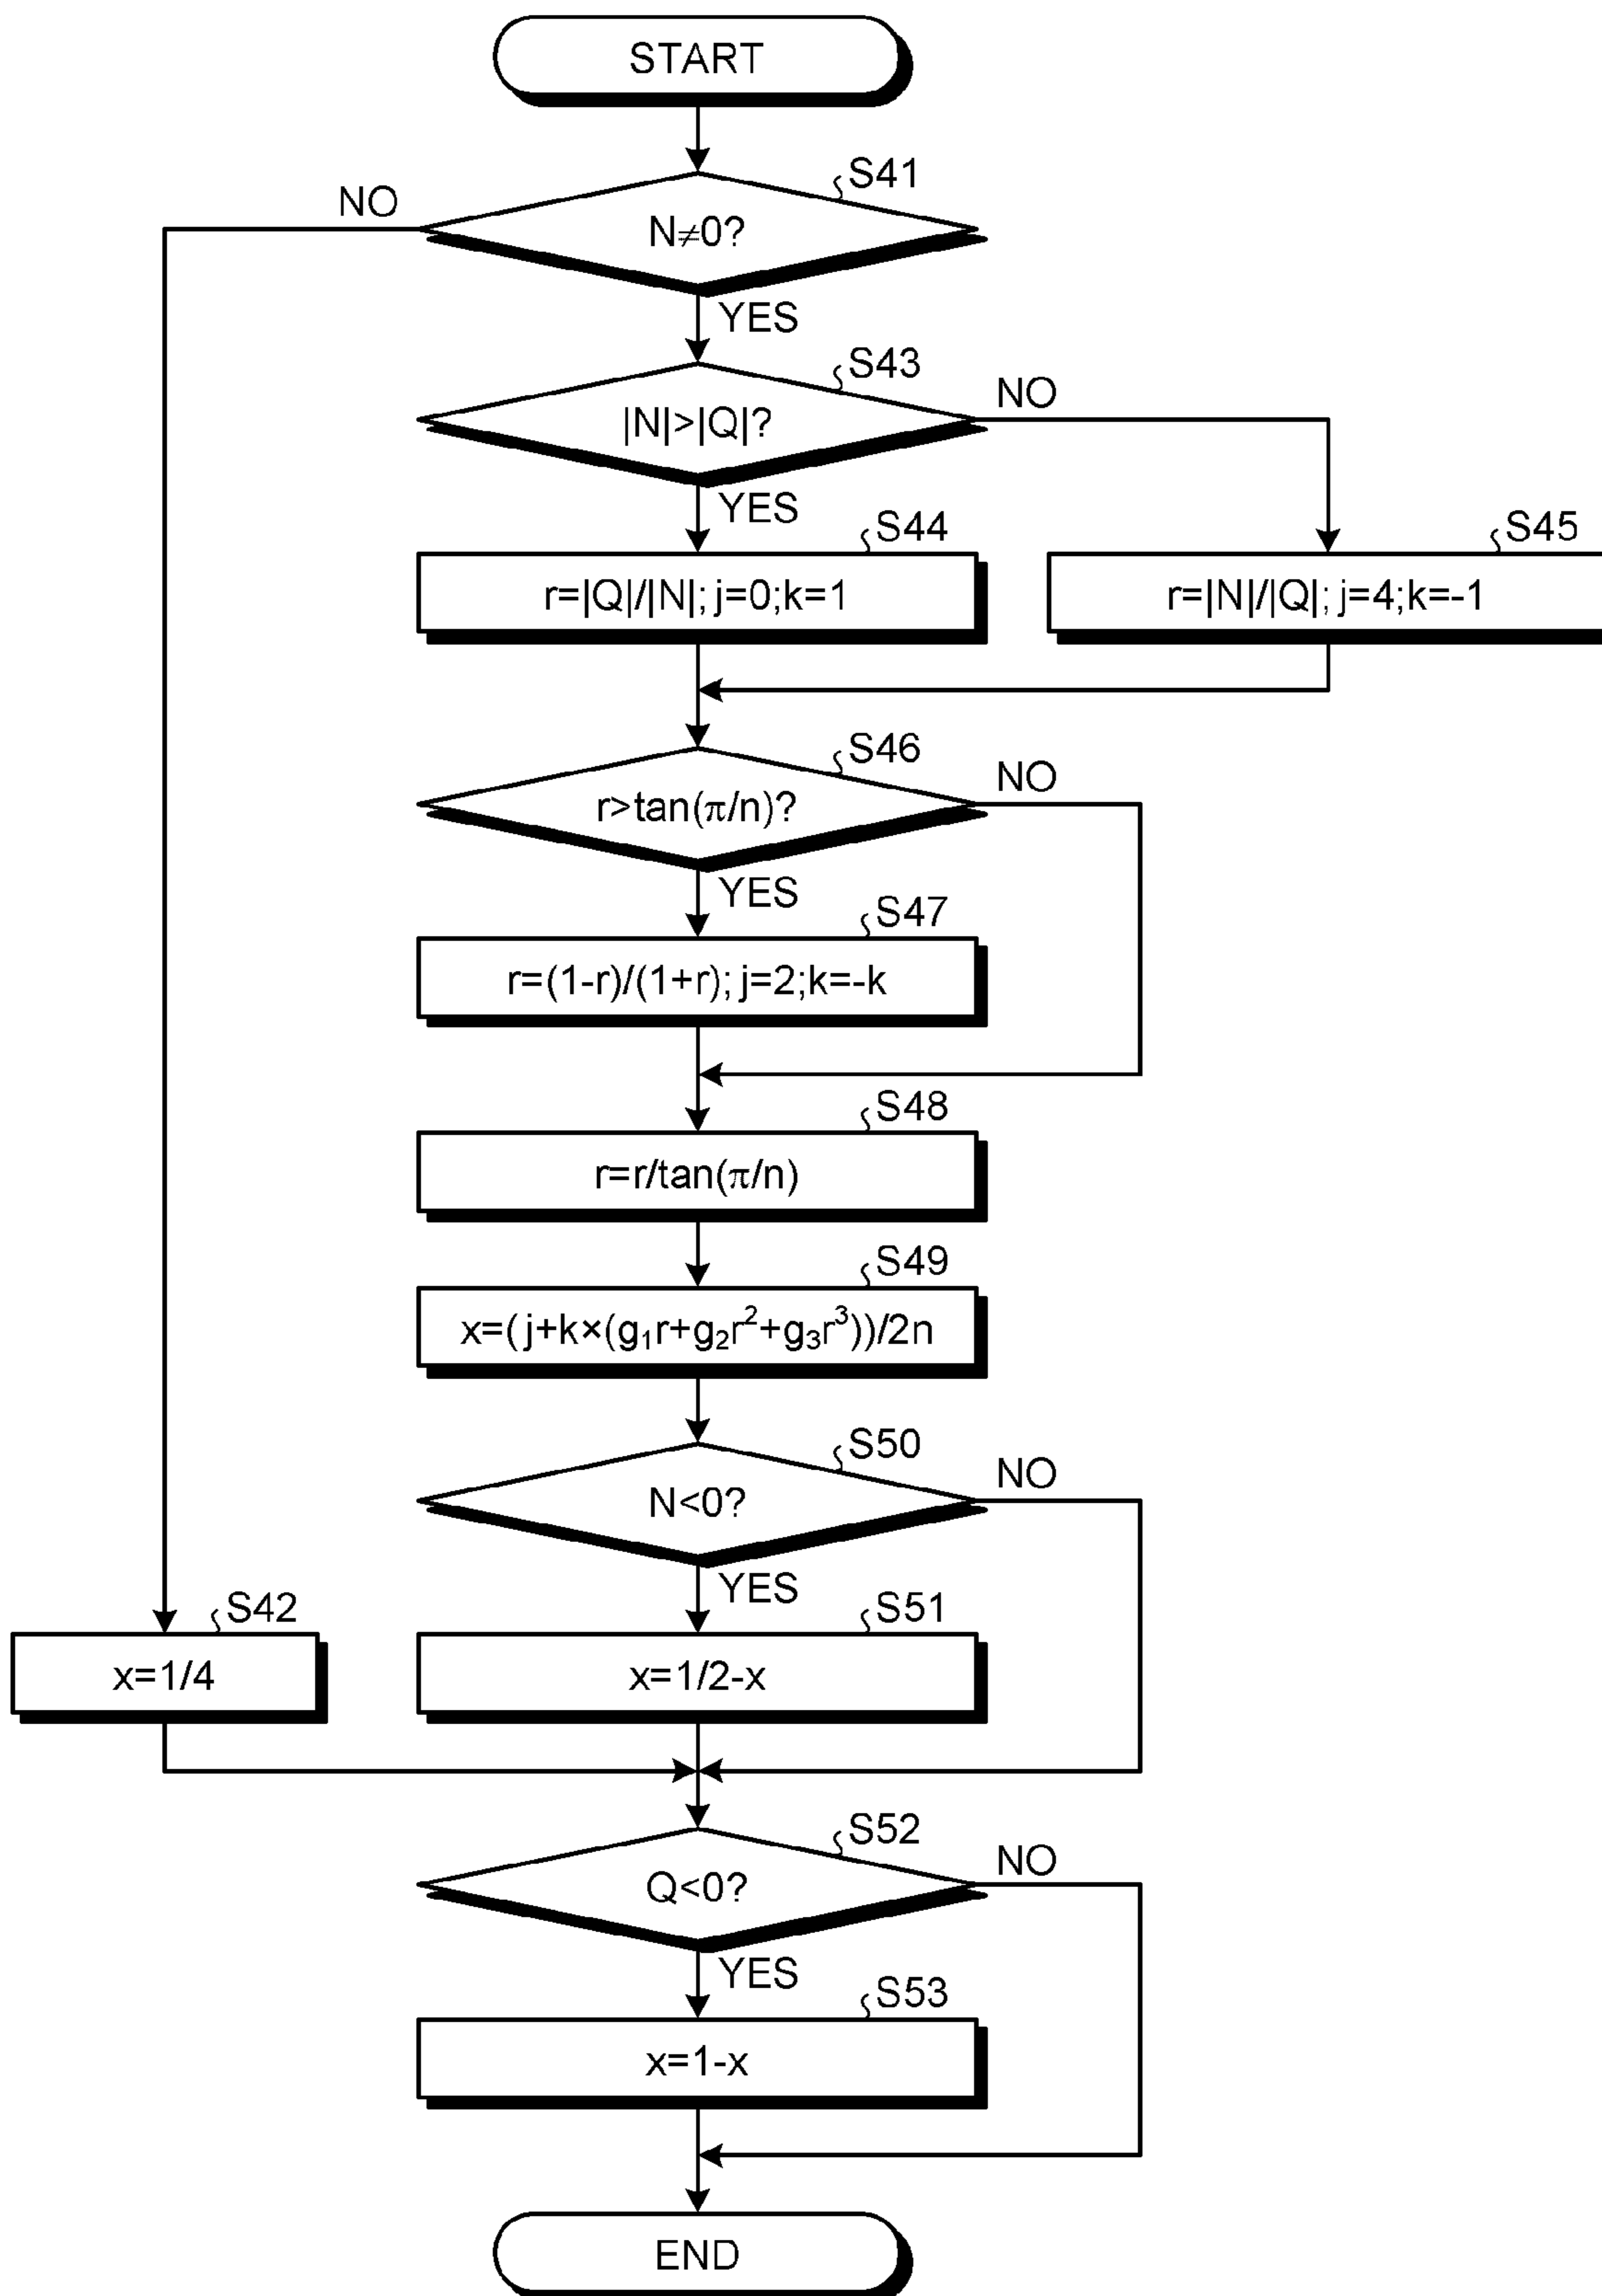 START
S41
NO
N≠0?
YES
S43
NO
|N|>|Q|?
YES
S44
S45
r=|Q|/|N|; j=0;k=1
r=|N|/|Q|; j=4;k=-1
S46
NO
r>tan(π/n)?
YES
S47
r=(1-r)/(1+r); j=2;k=-k
S48
r=r/tan(π/n)
S49
x=(j+k×(g₁r+g₂r²+g₃r³))/2n
S50
NO
N<0?
YES
S42
S51
x=1/4
x=1/2-x
S52
NO
Q<0?
YES
S53
x=1-x
END